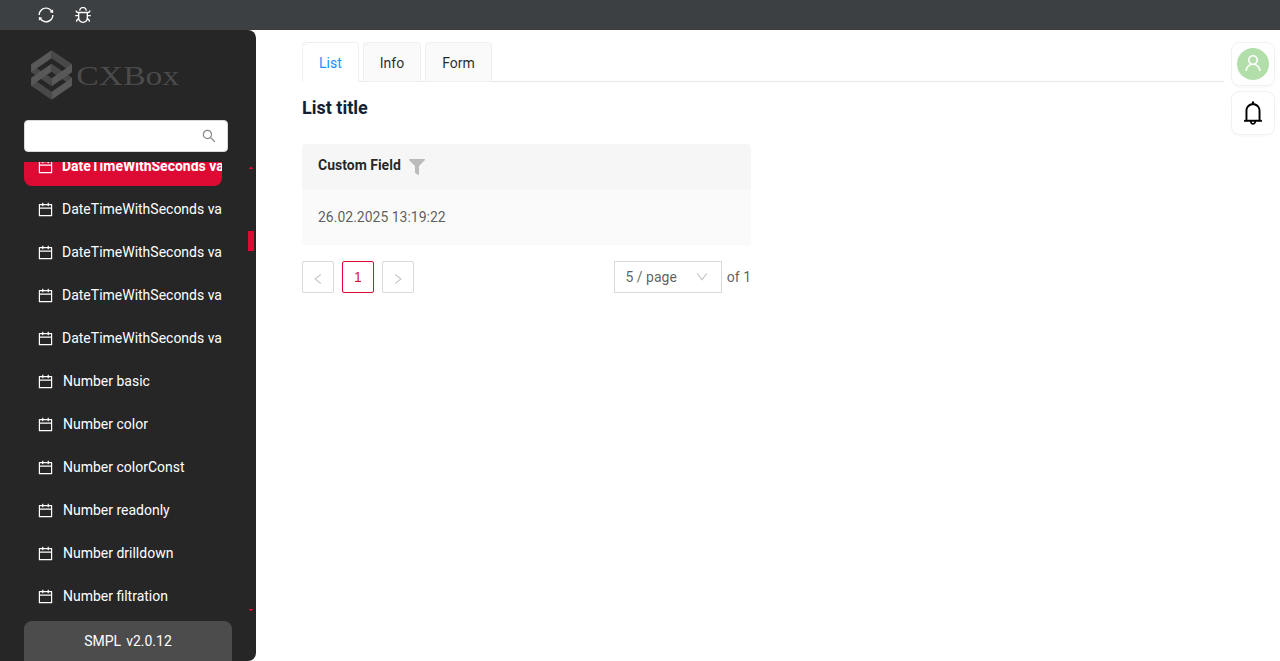 CXBox
DateTimeWithSeconds va
DateTimeWithSeconds va
DateTimeWithSeconds va
DateTimeWithSeconds va
DateTimeWithSeconds va
Number basic
Number color
Number colorConst
Number readonly
Number drilldown
Number filtration
SMPL v2.0.12
List Info Form
List title
Custom Field
26.02.2025 13:19:22
< 1 > 5 / page of 1